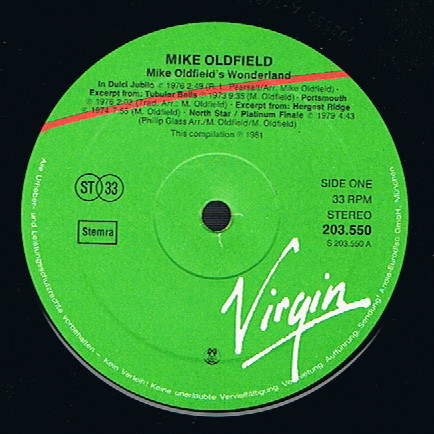 MIKE OLDFIELD
Mike Oldfield's Wonderland
In Dulci Jubilo ℗ 1976 2:49 (R. L. Pearsall/Arr. Mike Oldfield)
Excerpt from: Tubular Bells ℗ 1973 9:35 (M. Oldfield) · Portsmouth
℗ 1976 2:03 (Trad. Arr.: M. Oldfield) · Excerpt from: Hergest Ridge
℗ 1974 7:55 (M. Oldfield) · North Star / Platinum Finale ℗ 1979 4:43
(Philip Glass Arr./M. Oldfield/M. Oldfield)
This compilation ℗ 1981
ST 33
Stemra
SIDE ONE
33 RPM
STEREO
203.550
S 203.550 A
Virgin
Alle Urheber- und Leistungsschutzrechte vorbehalten – Kein Verleih! Keine unerlaubte Vervielfältigung, Vermietung, Aufführung, Sendung! Ariola-Eurodisc GmbH, München